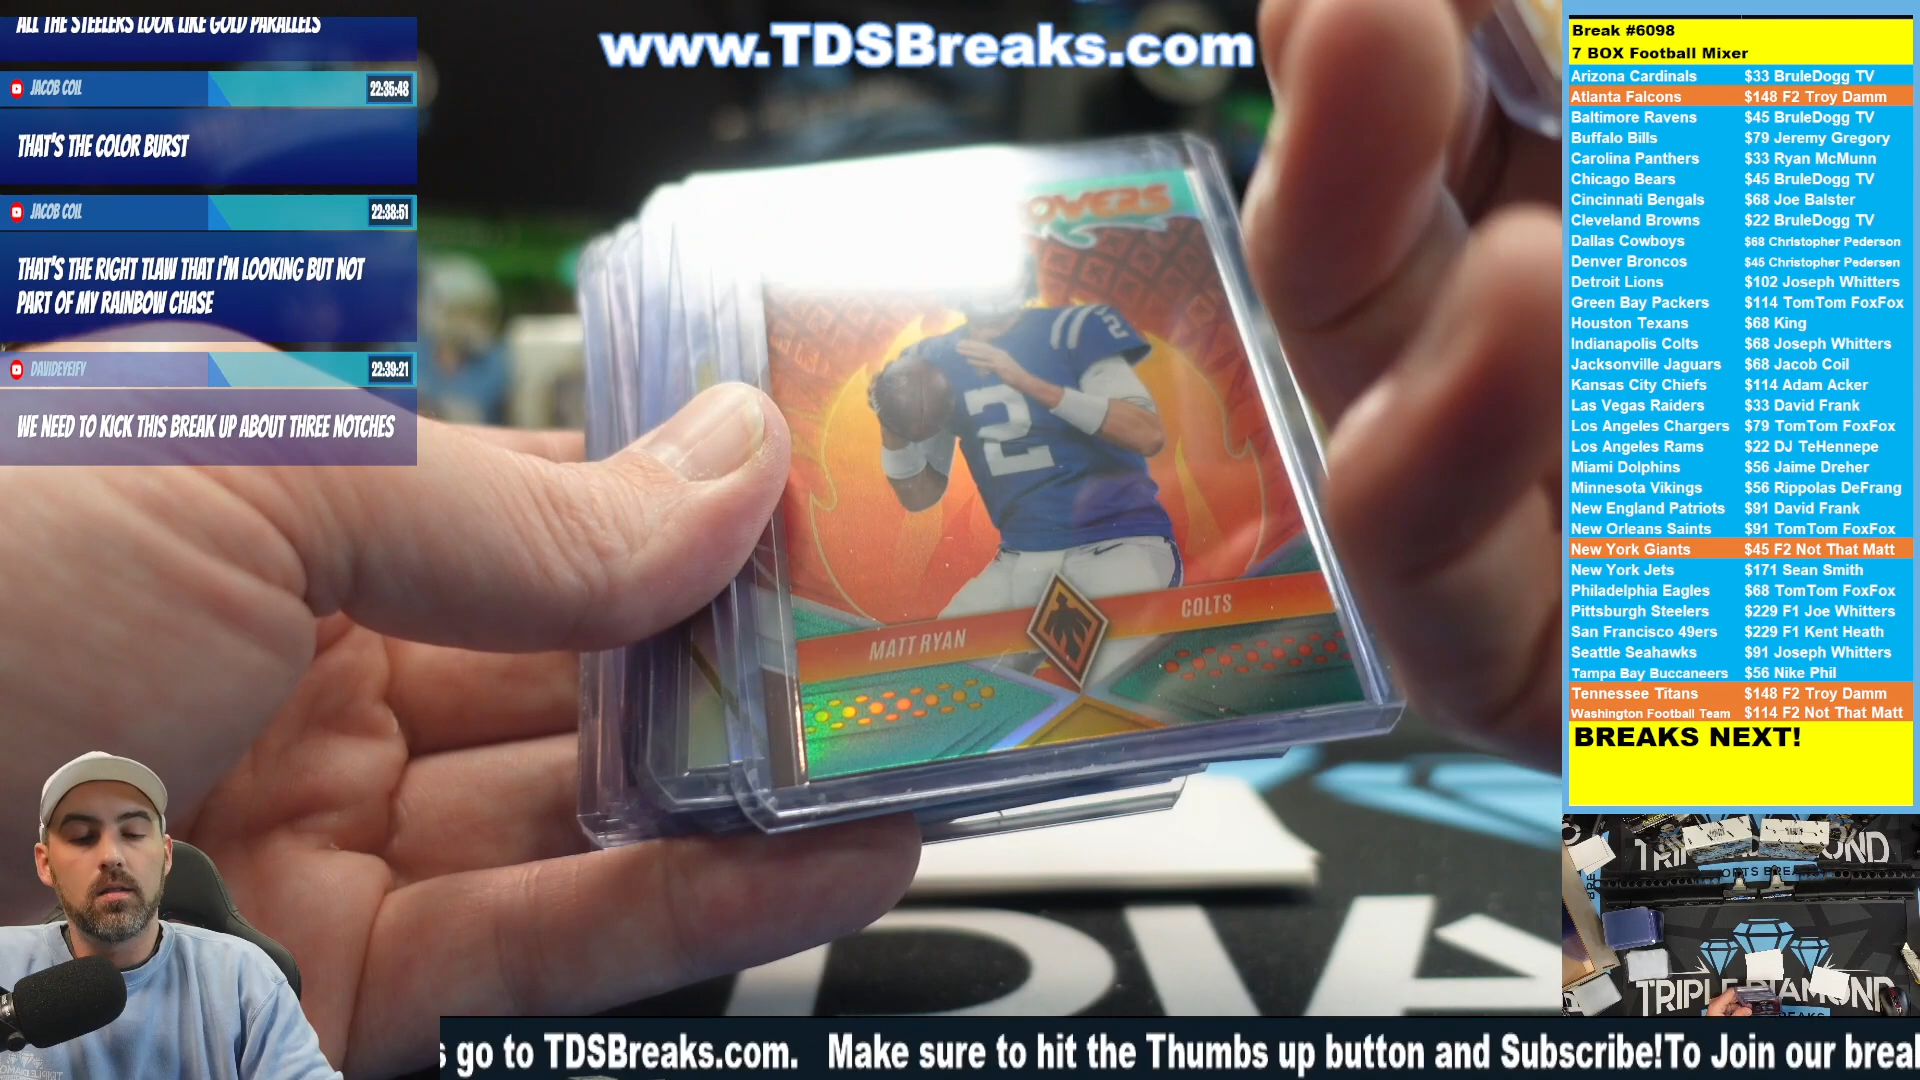 ALL THE STEELERS LOOK LIKE GOLD PARALLELS
JACOB COIL 22:35:48
THAT'S THE COLOR BURST
JACOB COIL 22:38:51
THAT'S THE RIGHT TLAW THAT I'M LOOKING BUT NOT
PART OF MY RAINBOW CHASE
DAVIDEYEIFY 22:39:21
WE NEED TO KICK THIS BREAK UP ABOUT THREE NOTCHES
www.TDSBreaks.com
MATT RYAN
COLTS
2
Break #6098
7 BOX Football Mixer
Arizona Cardinals $33 BruleDogg TV
Atlanta Falcons $148 F2 Troy Damm
Baltimore Ravens $45 BruleDogg TV
Buffalo Bills $79 Jeremy Gregory
Carolina Panthers $33 Ryan McMunn
Chicago Bears $45 BruleDogg TV
Cincinnati Bengals $68 Joe Balster
Cleveland Browns $22 BruleDogg TV
Dallas Cowboys $68 Christopher Pederson
Denver Broncos $45 Christopher Pedersen
Detroit Lions $102 Joseph Whitters
Green Bay Packers $114 TomTom FoxFox
Houston Texans $68 King
Indianapolis Colts $68 Joseph Whitters
Jacksonville Jaguars $68 Jacob Coil
Kansas City Chiefs $114 Adam Acker
Las Vegas Raiders $33 David Frank
Los Angeles Chargers $79 TomTom FoxFox
Los Angeles Rams $22 DJ TeHennepe
Miami Dolphins $56 Jaime Dreher
Minnesota Vikings $56 Rippolas DeFrang
New England Patriots $91 David Frank
New Orleans Saints $91 TomTom FoxFox
New York Giants $45 F2 Not That Matt
New York Jets $171 Sean Smith
Philadelphia Eagles $68 TomTom FoxFox
Pittsburgh Steelers $229 F1 Joe Whitters
San Francisco 49ers $229 F1 Kent Heath
Seattle Seahawks $91 Joseph Whitters
Tampa Bay Buccaneers $56 Nike Phil
Tennessee Titans $148 F2 Troy Damm
Washington Football Team $114 F2 Not That Matt
BREAKS NEXT!
TRIPLE DIAMOND
s go to TDSBreaks.com. Make sure to hit the Thumbs up button and Subscribe!To Join our break